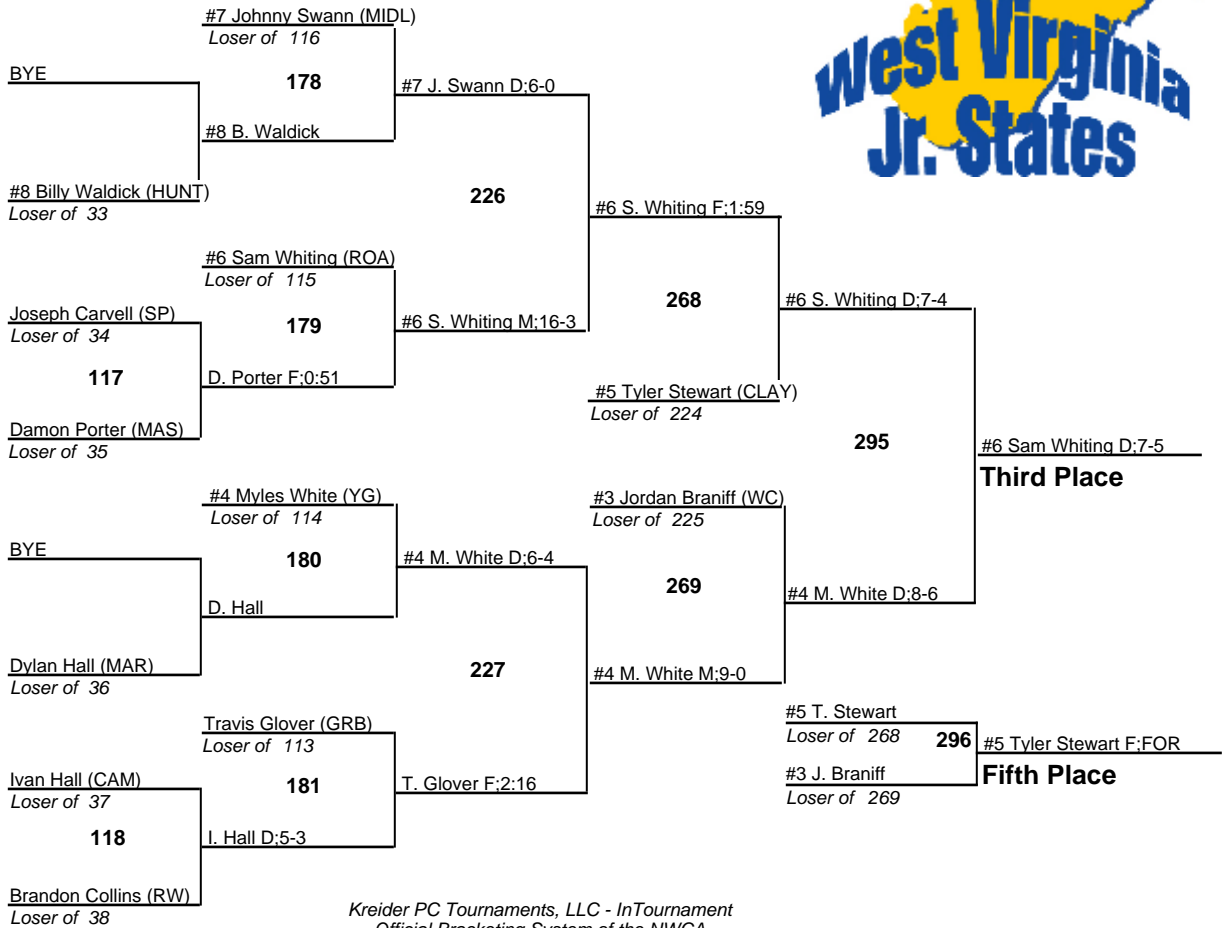 #7 Johnny Swann (MIDL)
Loser of 116
West Virginia
Jr. States
BYE
178
#7 J. Swann D;6-0
#8 B. Waldick
#8 Billy Waldick (HUNT)
Loser of 33
226
#6 S. Whiting F;1:59
#6 Sam Whiting (ROA)
Loser of 115
Joseph Carvell (SP)
Loser of 34
179
#6 S. Whiting M;16-3
268
#6 S. Whiting D;7-4
117
D. Porter F;0:51
#5 Tyler Stewart (CLAY)
Loser of 224
Damon Porter (MAS)
Loser of 35
295
#6 Sam Whiting D;7-5
Third Place
#4 Myles White (YG)
Loser of 114
#3 Jordan Braniff (WC)
Loser of 225
BYE
180
#4 M. White D;6-4
269
#4 M. White D;8-6
D. Hall
Dylan Hall (MAR)
Loser of 36
227
#4 M. White M;9-0
Travis Glover (GRB)
Loser of 113
#5 T. Stewart
Loser of 268
296
#5 Tyler Stewart F;FOR
Fifth Place
#3 J. Braniff
Loser of 269
Ivan Hall (CAM)
Loser of 37
181
T. Glover F;2:16
118
I. Hall D;5-3
Brandon Collins (RW)
Loser of 38
Kreider PC Tournaments, LLC - InTournament
Official Bracketing System of the NWCA